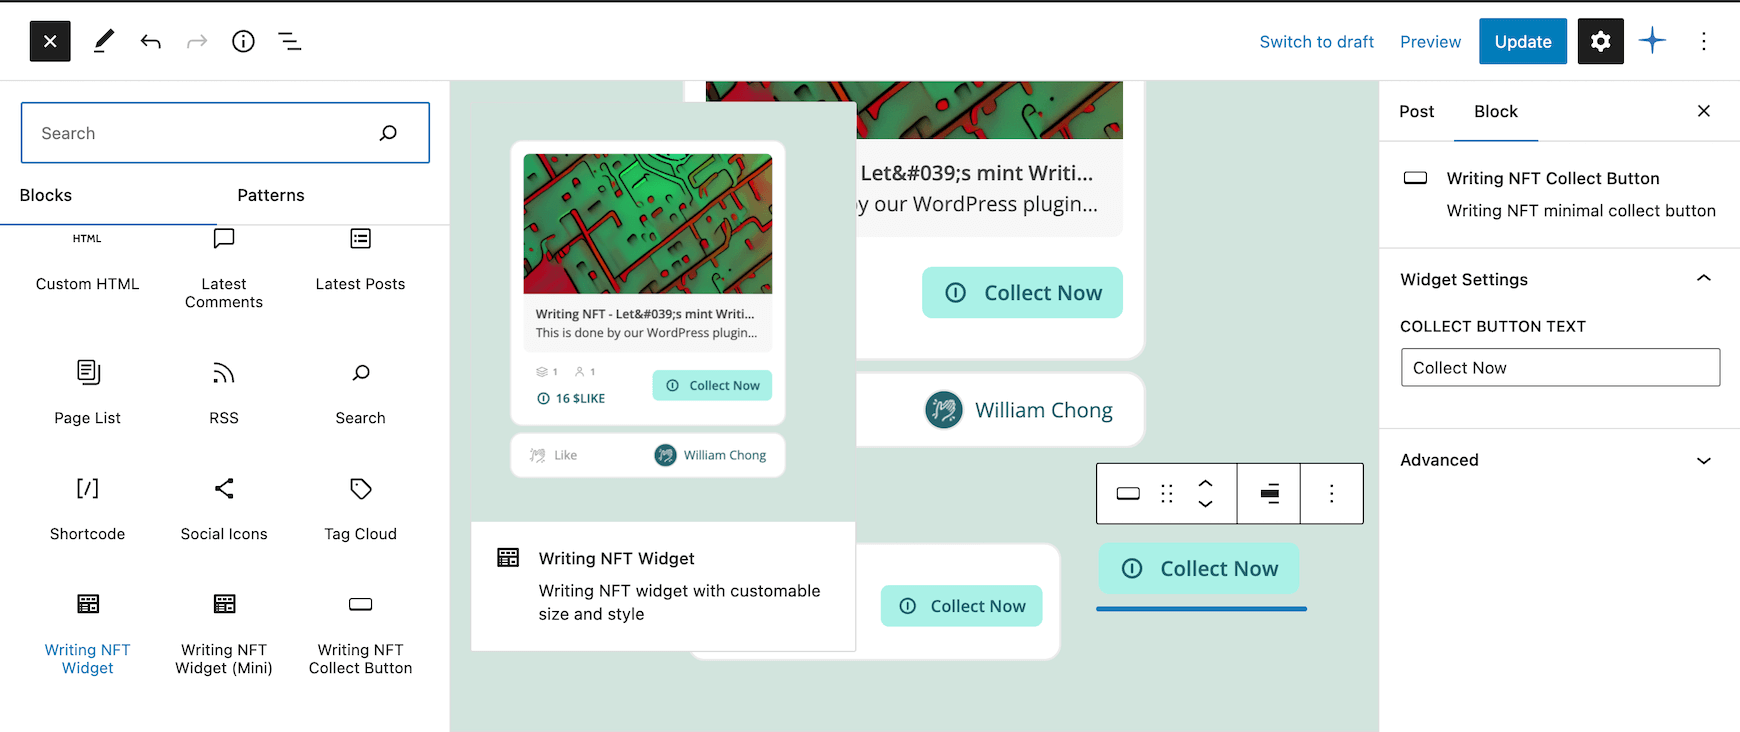 Switch to draft
Preview
Update
Search
Blocks
Patterns
HTML
Custom HTML
Latest
Comments
Latest Posts
Page List
RSS
Search
[/]
Shortcode
Social Icons
Tag Cloud
Writing NFT
Widget
Writing NFT
Widget (Mini)
Writing NFT
Collect Button
Writing NFT - Let&#039;s mint Writi...
This is done by our WordPress plugin...
1
1
16 $LIKE
Collect Now
Like
William Chong
Writing NFT Widget
Writing NFT widget with customable
size and style
Let&#039;s mint Writi...
by our WordPress plugin...
Collect Now
William Chong
Collect Now
Collect Now
Post
Block
Writing NFT Collect Button
Writing NFT minimal collect button
Widget Settings
COLLECT BUTTON TEXT
Collect Now
Advanced